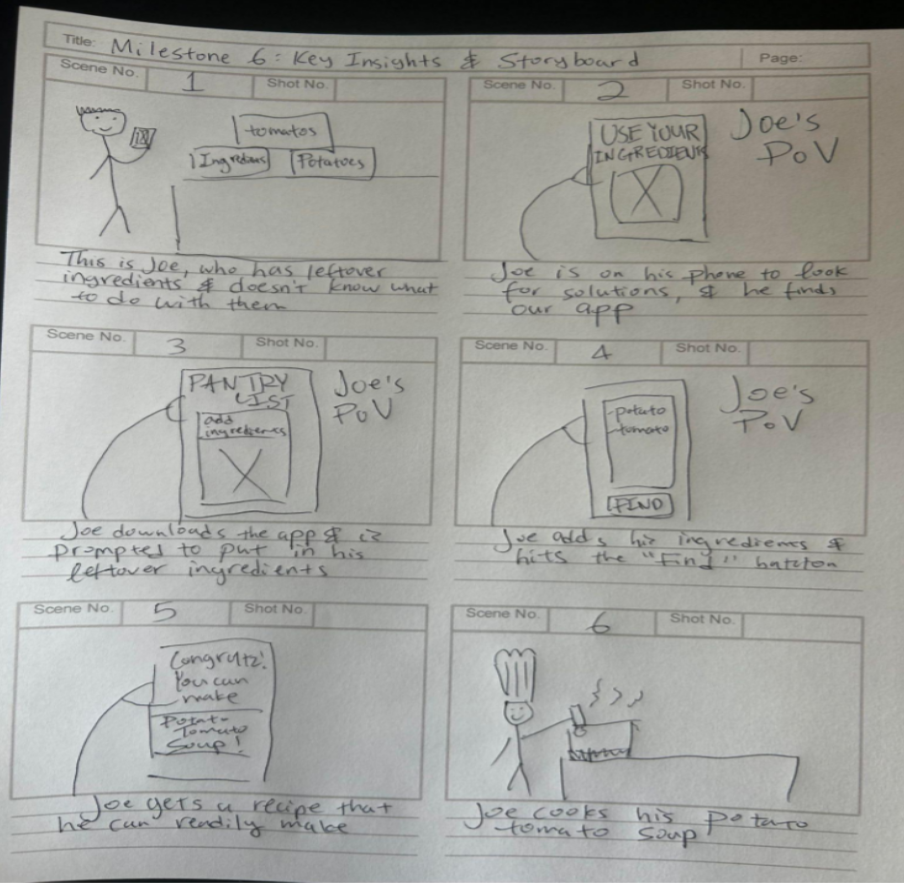 Title: Milestone 6: Key Insights & Storyboard
Page:
Scene No. 1 Shot No.
tomatos
Ingredients Potatoes
This is Joe, who has leftover
ingredients & doesn't know what
to do with them
Scene No. 2 Shot No.
USE YOUR
INGREDIENTS
Joe's
PoV
Joe is on his phone to look
for solutions, & he finds
our app
Scene No. 3 Shot No.
PANTRY
LIST
add
ingredients
Joe's
PoV
Joe downloads the app & is
prompted to put in his
leftover ingredients
Scene No. 4 Shot No.
-potato
-tomato
FIND
Joe's
PoV
Joe adds his ingredients &
hits the "Find" button
Scene No. 5 Shot No.
Congrutz!
You can
make
Potato-
Tomato
Soup!
Joe gets a recipe that
he can readily make
Scene No. 6 Shot No.
Joe cooks his potato
tomato soup